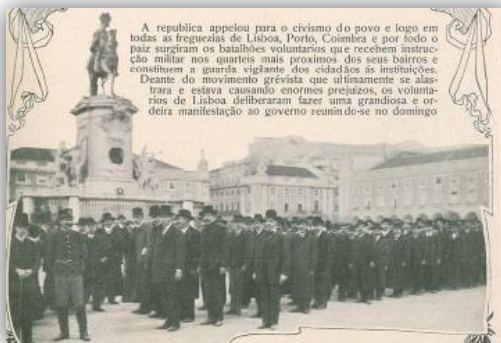 A republica appelou para o civismo do povo e logo em
todas as freguezias de Lisboa, Porto, Coimbra e por todo o
paiz surgiram os batalhões voluntarios que recebem instruc-
ção militar nos quarteis mais proximos dos seus bairros e
constituem a guarda vigilante dos cidadãos ás instituições.
Deante do movimento grévista que ultimamente se alas-
trara e estava causando enormes prejuizos, os volunta-
rios de Lisboa deliberaram fazer uma grandiosa e or-
deira manifestação ao governo reunindo-se no domingo